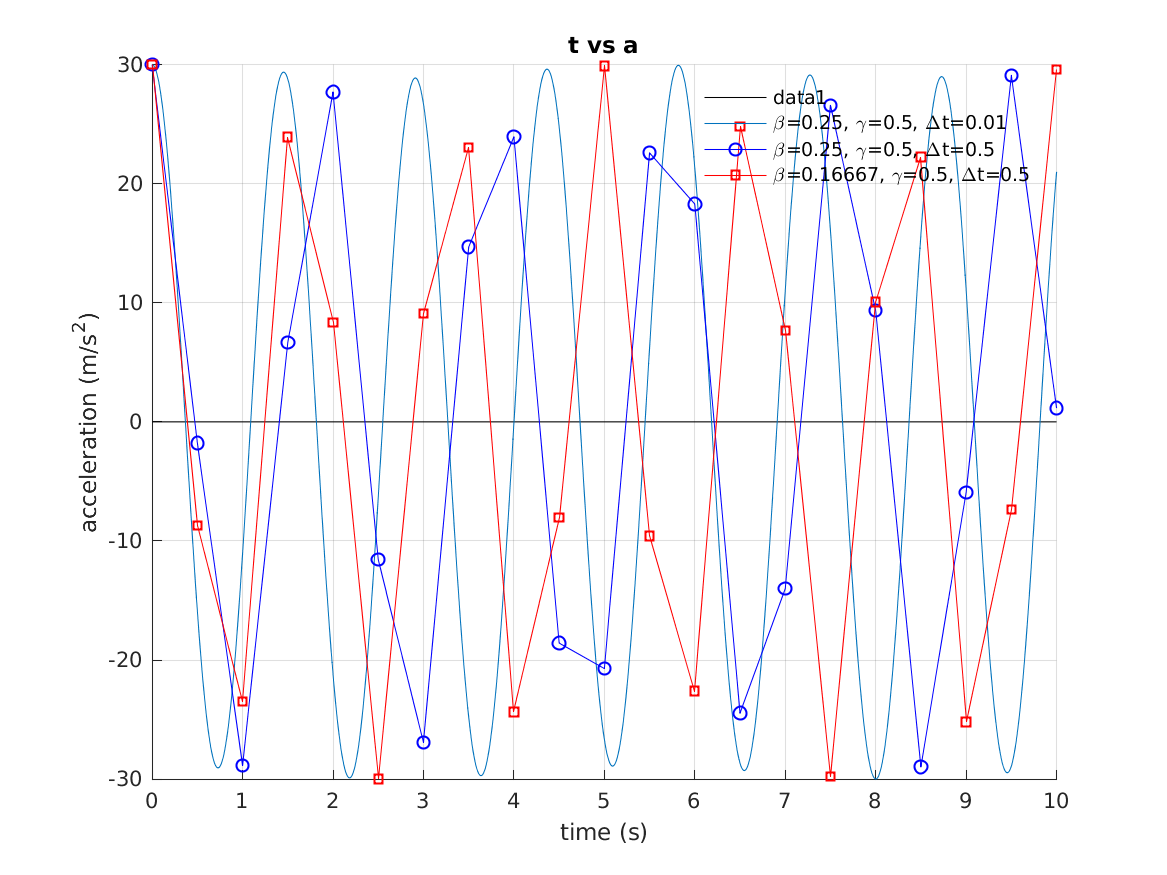 t vs a
data1
β=0.25, γ=0.5, Δt=0.01
β=0.25, γ=0.5, Δt=0.5
β=0.16667, γ=0.5, Δt=0.5
30
20
10
0
-10
-20
-30
acceleration (m/s²)
0 1 2 3 4 5 6 7 8 9 10
time (s)